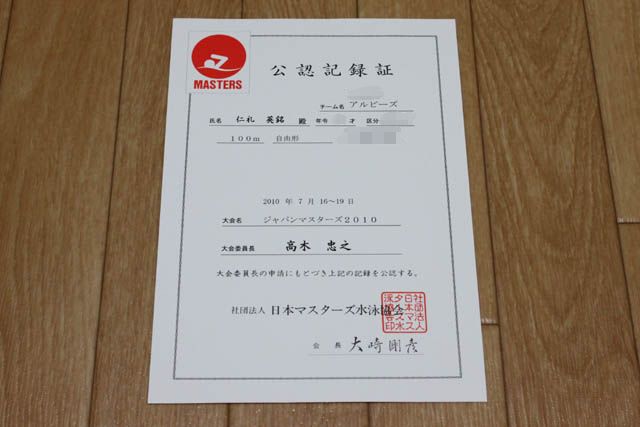 MASTERS
公認記録証
チーム名 アルビーズ
氏名 仁礼 英銘 殿 年令 才 区分
100m 自由形
2010 年 7 月 16~19 日
大会名 ジャパンマスターズ2010
大会委員長 高木 忠之
大会委員長の申請にもとづき上記の記録を公認する。
社団法人 日本マスターズ水泳協会
会長 大崎剛彦